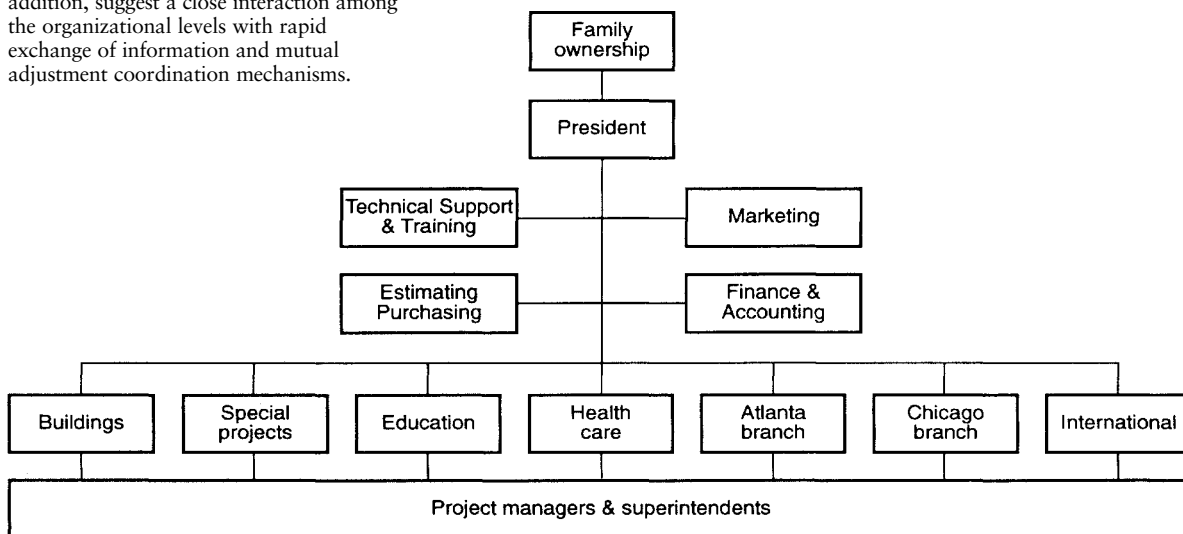 addition, suggest a close interaction among
the organizational levels with rapid
exchange of information and mutual
adjustment coordination mechanisms.
Family
ownership
President
Technical Support
& Training
Marketing
Estimating
Purchasing
Finance &
Accounting
Buildings
Special
projects
Education
Health
care
Atlanta
branch
Chicago
branch
International
Project managers & superintendents